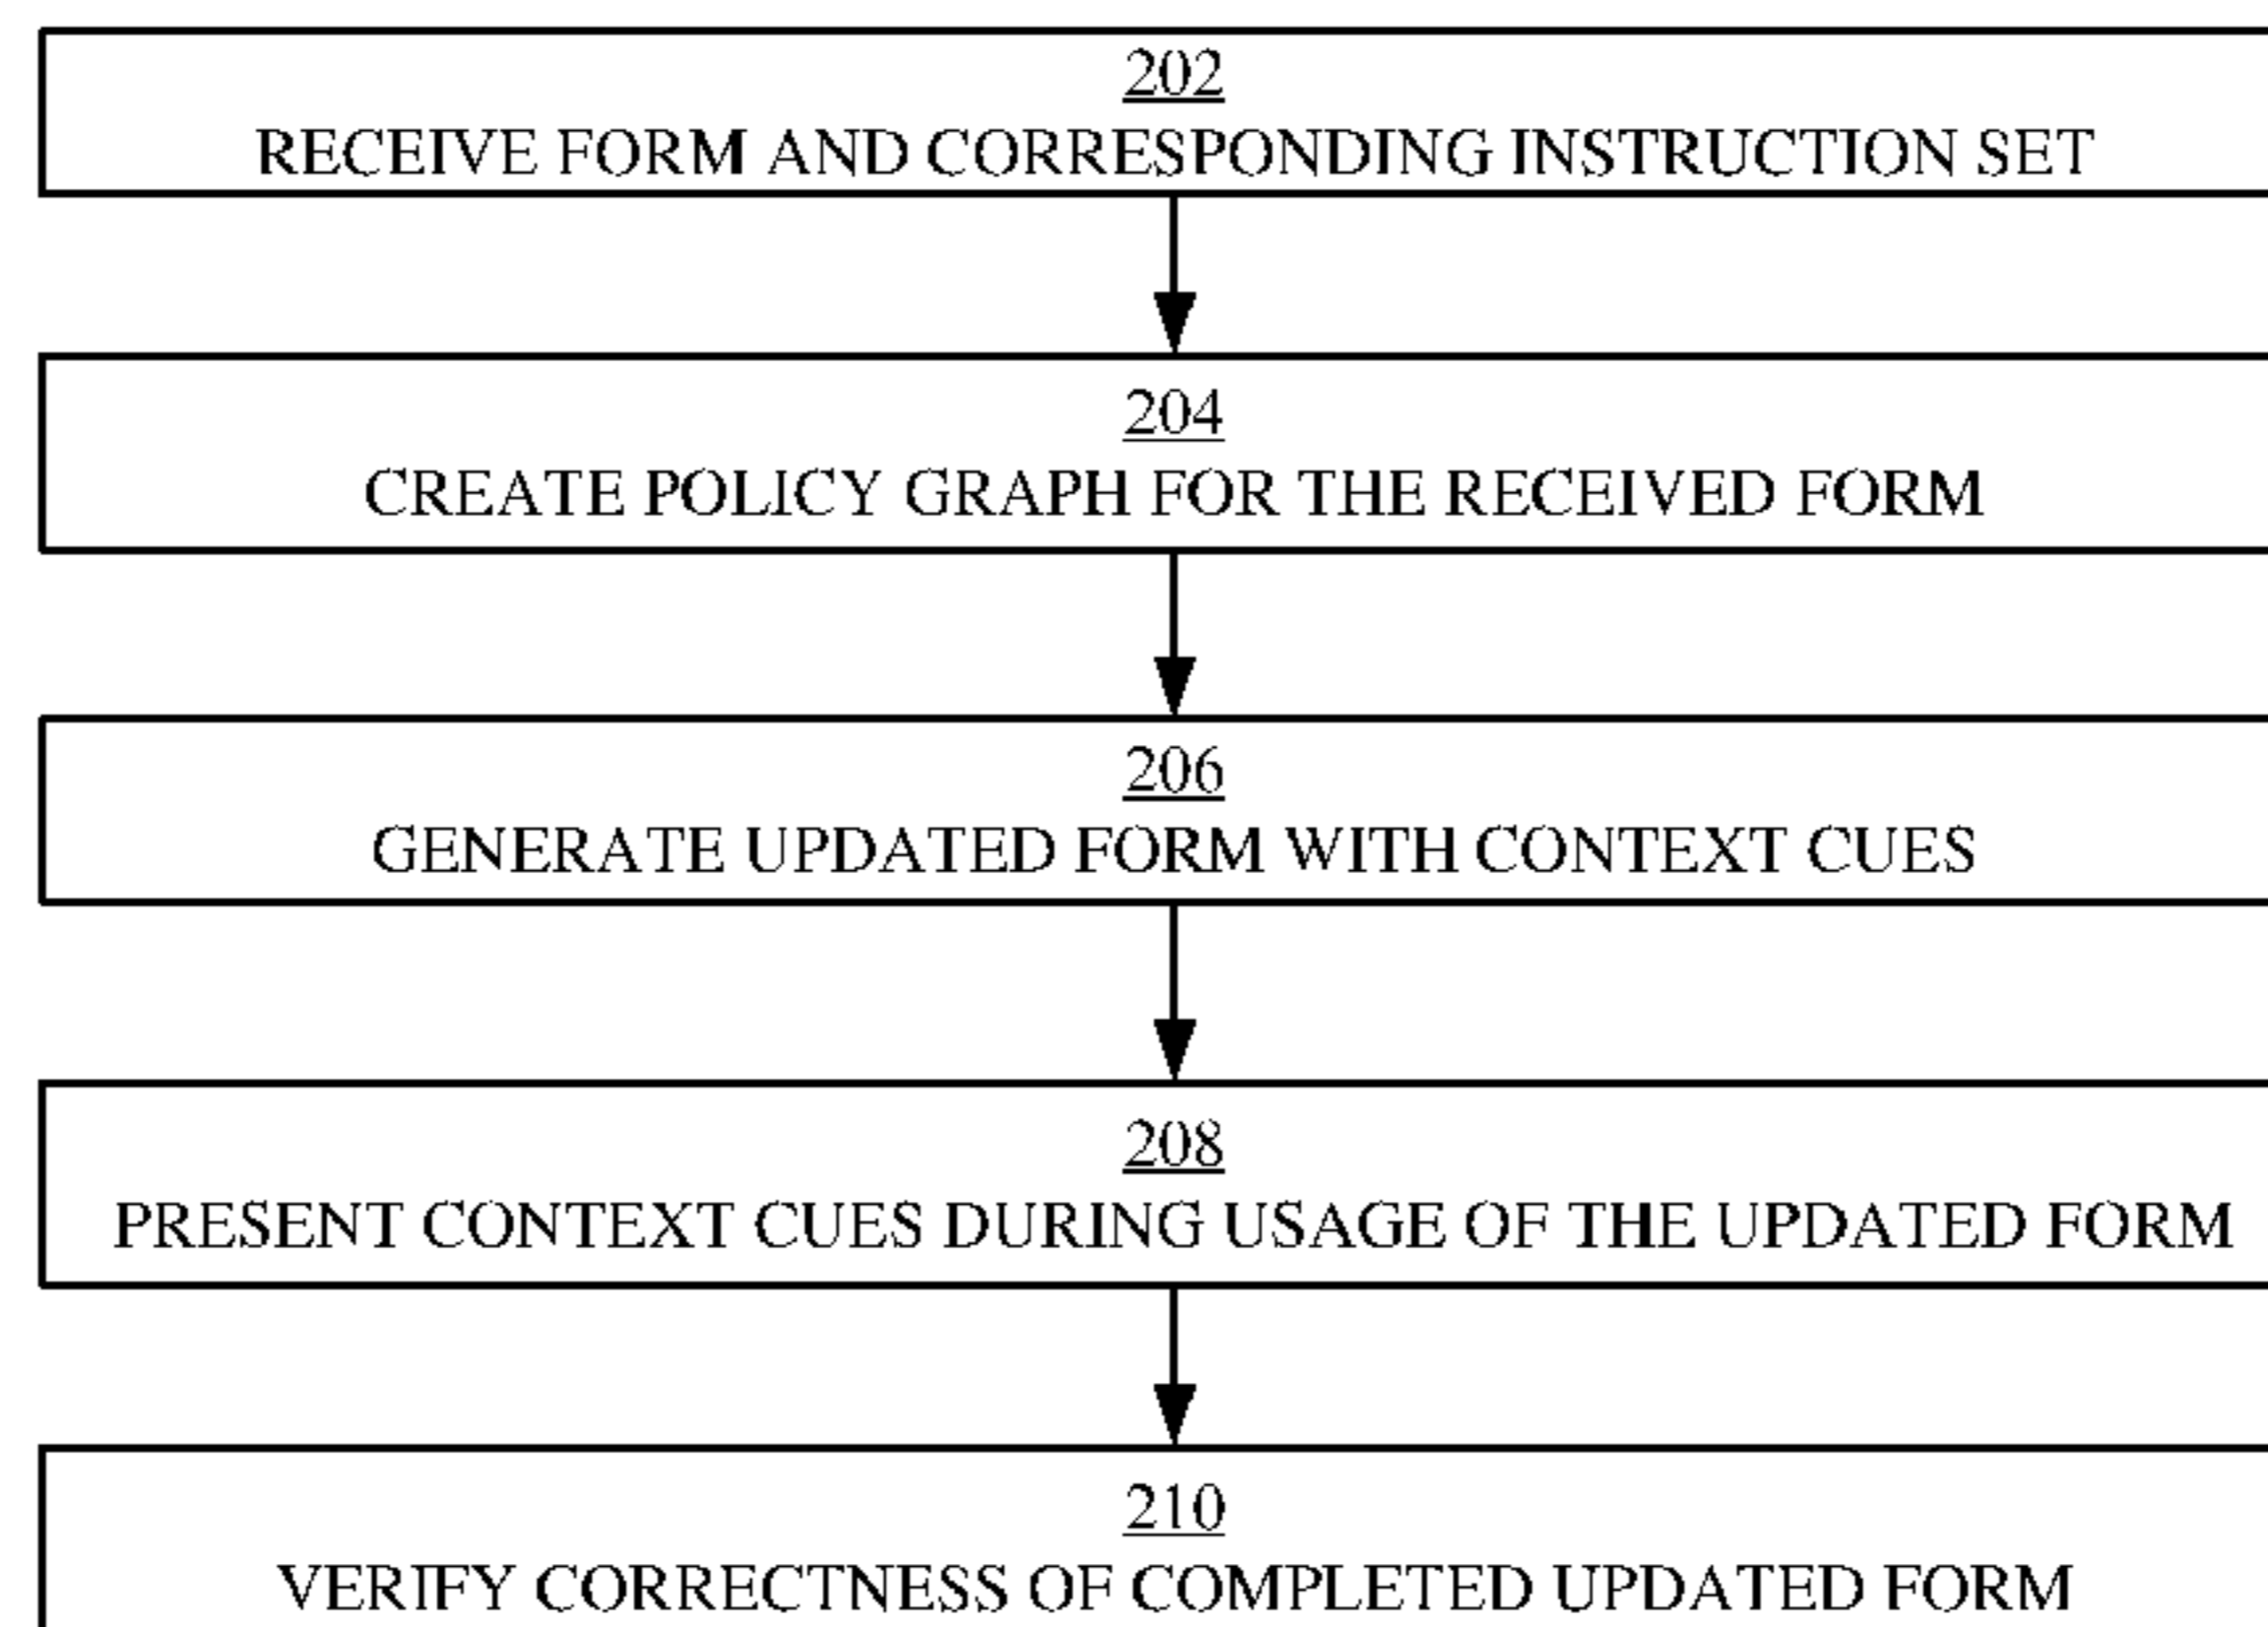 202
RECEIVE FORM AND CORRESPONDING INSTRUCTION SET
204
CREATE POLICY GRAPH FOR THE RECEIVED FORM
206
GENERATE UPDATED FORM WITH CONTEXT CUES
208
PRESENT CONTEXT CUES DURING USAGE OF THE UPDATED FORM
210
VERIFY CORRECTNESS OF COMPLETED UPDATED FORM